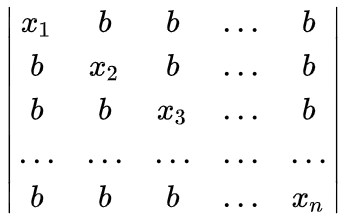 x₁ b b … b
b x₂ b … b
b b x₃ … b
… … … … …
b b b … xₙ